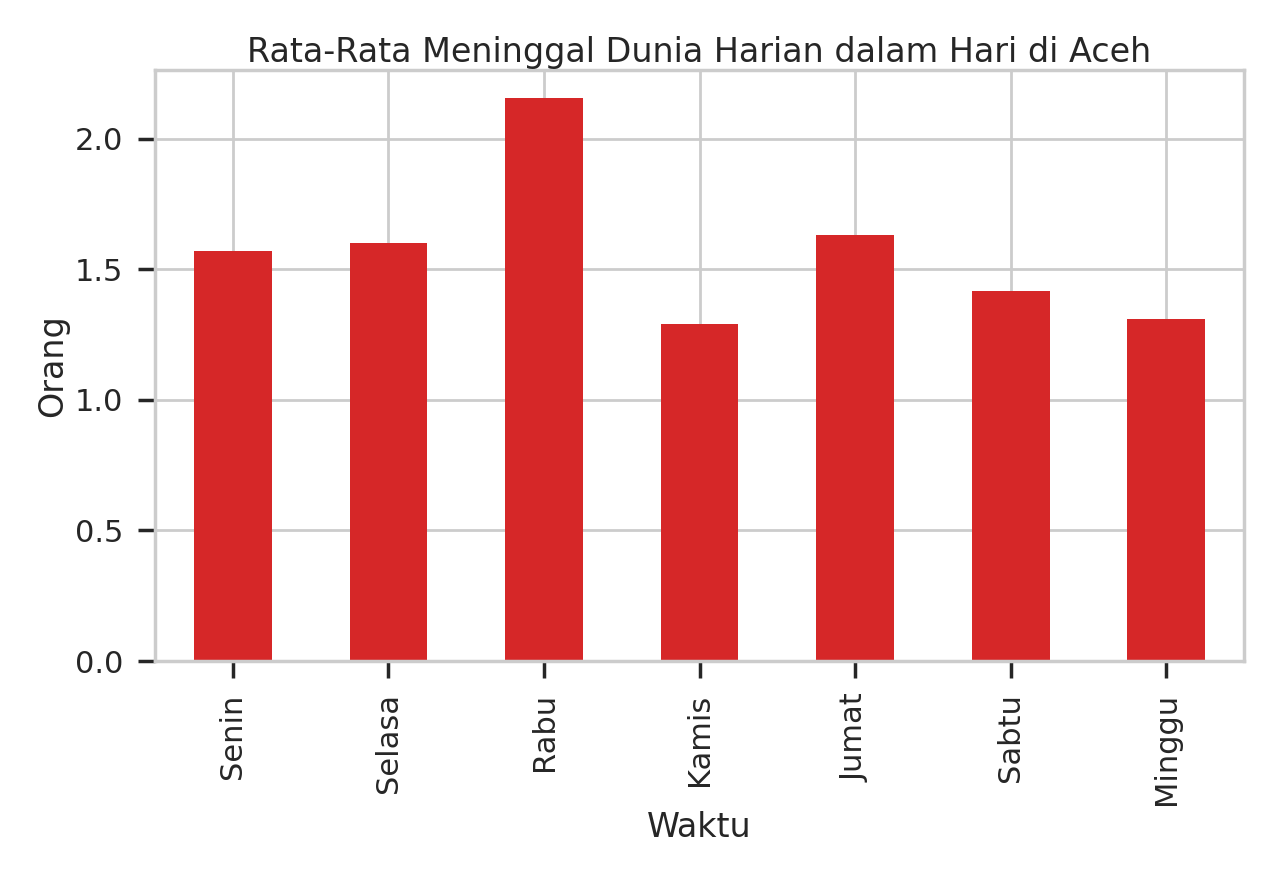 Rata-Rata Meninggal Dunia Harian dalam Hari di Aceh
Orang
2.0
1.5
1.0
0.5
0.0
Senin
Selasa
Rabu
Kamis
Jumat
Sabtu
Minggu
Waktu